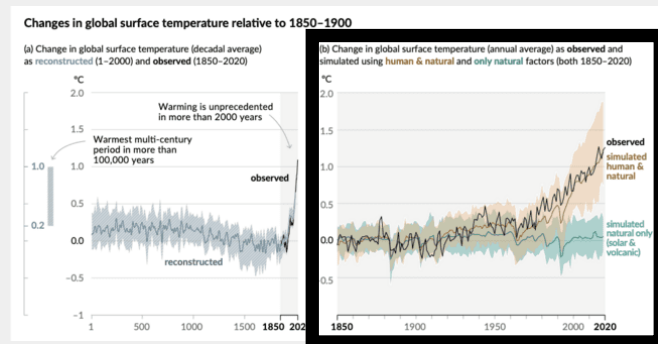 Changes in global surface temperature relative to 1850–1900
(a) Change in global surface temperature (decadal average)
as reconstructed (1–2000) and observed (1850–2020)
°C
2.0
1.5
1.0
0.5
0.0
−0.5
−1
1.0
0.2
Warming is unprecedented
in more than 2000 years
Warmest multi-century
period in more than
100,000 years
observed
reconstructed
1
500
1000
1500
1850
202
(b) Change in global surface temperature (annual average) as observed and
simulated using human & natural and only natural factors (both 1850–2020)
°C
2.0
1.5
1.0
0.5
0.0
0.5
observed
simulated
human &
natural
simulated
natural only
(solar &
volcanic)
1850
1900
1950
2000
2020